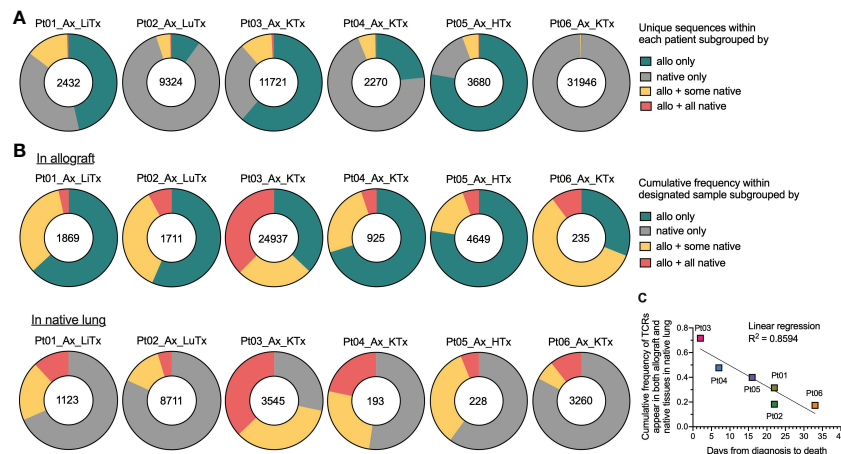 A
Pt01_Ax_LiTx Pt02_Ax_LuTx Pt03_Ax_KTx Pt04_Ax_KTx Pt05_Ax_HTx Pt06_Ax_KTx
2432 9324 11721 2270 3680 31946
Unique sequences within
each patient subgrouped by
allo only
native only
allo + some native
allo + all native
B
In allograft
Pt01_Ax_LiTx Pt02_Ax_LuTx Pt03_Ax_KTx Pt04_Ax_KTx Pt05_Ax_HTx Pt06_Ax_KTx
1869 1711 24937 925 4649 235
Cumulative frequency within
designated sample subgrouped by
allo only
native only
allo + some native
allo + all native
In native lung
Pt01_Ax_LiTx Pt02_Ax_LuTx Pt03_Ax_KTx Pt04_Ax_KTx Pt05_Ax_HTx Pt06_Ax_KTx
1123 8711 3545 193 228 3260
C
Cumulative frequency of TCRs
appear in both allograft and
native tissues in native lung
0.8
0.6
0.4
0.2
0.0
Pt03
Linear regression
R² = 0.8594
Pt04
Pt05
Pt01
Pt02
Pt06
0 5 10 15 20 25 30 35
Days from diagnosis to death